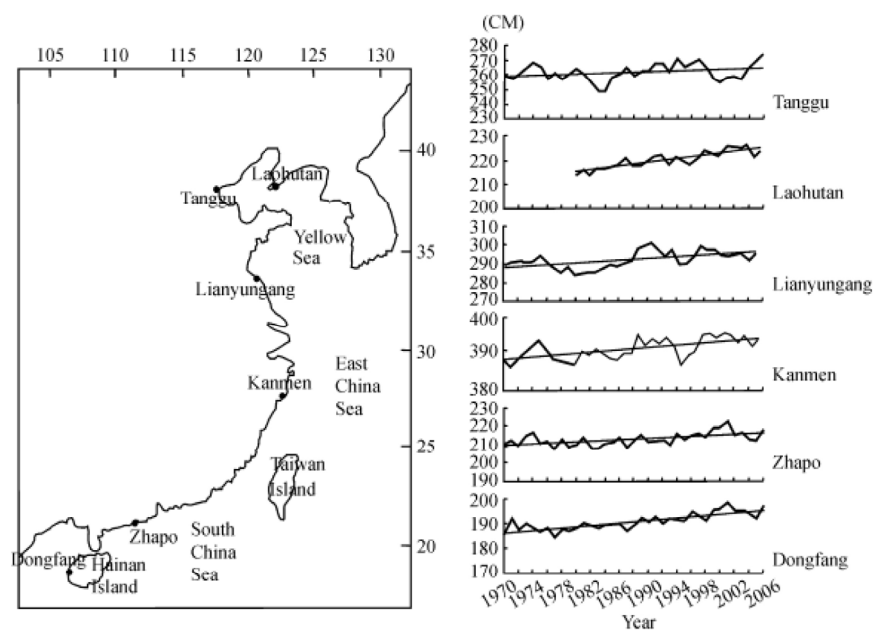 105 110 115 120 125 130
40
Laohutan
Tanggu
Yellow
Sea
35
Lianyungang
30
East
China
Sea
Kanmen
25
Taiwan
Island
Zhapo
South
China
Sea
20
Dongfang
Hainan
Island
(CM)
280
270
260
250
240
230
Tanggu
230
220
210
200
Laohutan
310
300
290
280
270
Lianyungang
400
390
380
Kanmen
230
220
210
200
190
Zhapo
200
190
180
170
Dongfang
1970 1974 1978 1982 1986 1990 1994 1998 2002 2006
Year